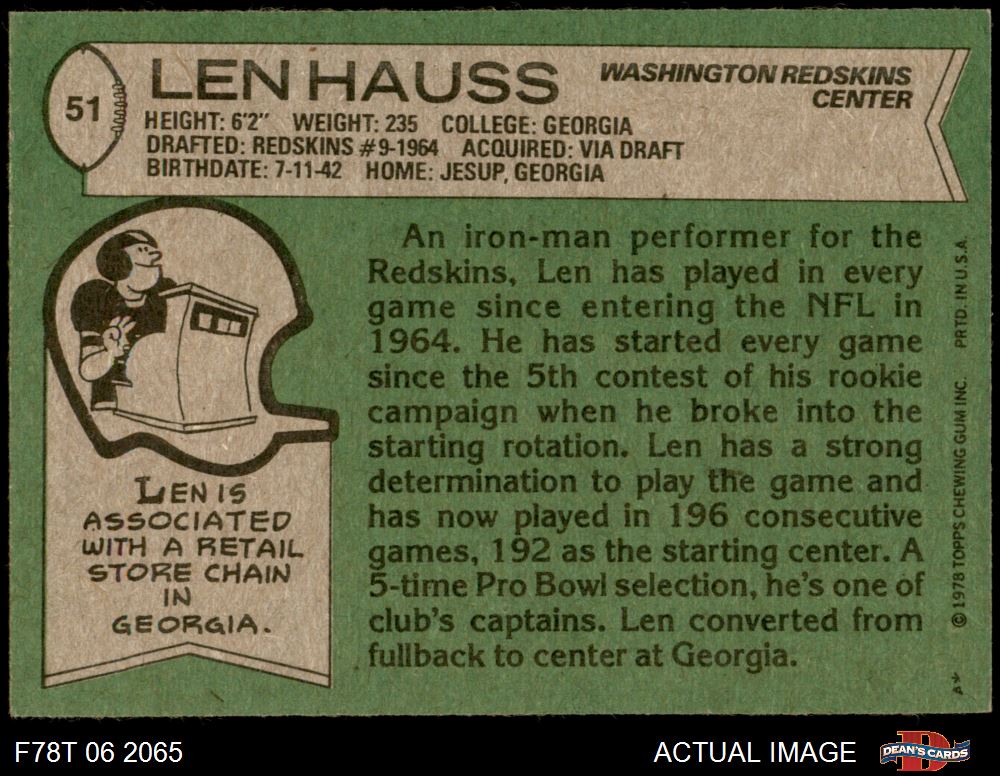 51
LEN HAUSS
WASHINGTON REDSKINS
CENTER
HEIGHT: 6'2" WEIGHT: 235 COLLEGE: GEORGIA
DRAFTED: REDSKINS #9-1964 ACQUIRED: VIA DRAFT
BIRTHDATE: 7-11-42 HOME: JESUP, GEORGIA
An iron-man performer for the
Redskins, Len has played in every
game since entering the NFL in
1964. He has started every game
since the 5th contest of his rookie
campaign when he broke into the
starting rotation. Len has a strong
determination to play the game and
has now played in 196 consecutive
games, 192 as the starting center. A
5-time Pro Bowl selection, he's one of
club's captains. Len converted from
fullback to center at Georgia.
LEN IS
ASSOCIATED
WITH A RETAIL
STORE CHAIN
IN
GEORGIA.
A** © 1978 TOPPS CHEWING GUM INC. PRTD. IN U.S.A.
F78T 06 2065
ACTUAL IMAGE
DEAN'S CARDS